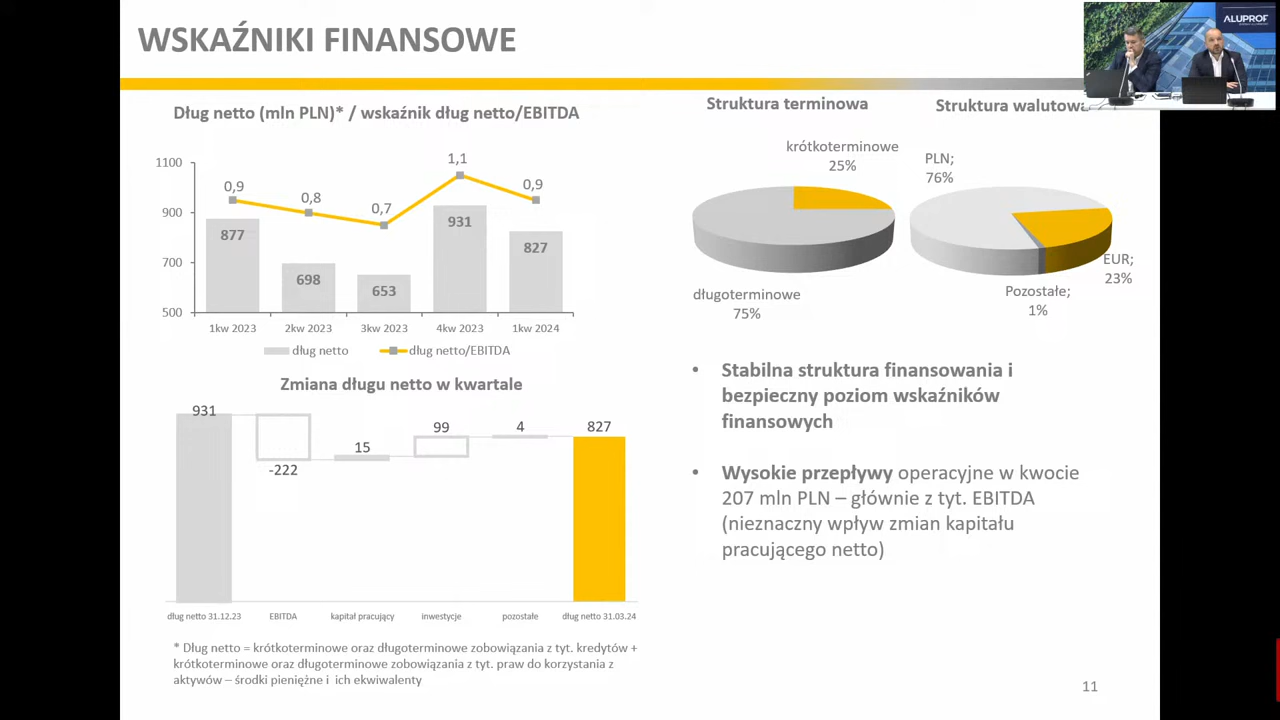 WSKAŹNIKI FINANSOWE
ALUPROF
Dług netto (mln PLN)* / wskaźnik dług netto/EBITDA
1100
900
700
500
0,9
0,8
0,7
1,1
0,9
877
698
653
931
827
1kw 2023
2kw 2023
3kw 2023
4kw 2023
1kw 2024
dług netto
dług netto/EBITDA
Struktura terminowa
krótkoterminowe
25%
długoterminowe
75%
Struktura walutowa
PLN;
76%
EUR;
23%
Pozostałe;
1%
Zmiana długu netto w kwartale
931
-222
15
99
4
827
dług netto 31.12.23
EBITDA
kapitał pracujący
inwestycje
pozostałe
dług netto 31.03.24
* Dług netto = krótkoterminowe oraz długoterminowe zobowiązania z tyt. kredytów +
krótkoterminowe oraz długoterminowe zobowiązania z tyt. praw do korzystania z
aktywów – środki pieniężne i ich ekwiwalenty
• Stabilna struktura finansowania i
bezpieczny poziom wskaźników
finansowych
• Wysokie przepływy operacyjne w kwocie
207 mln PLN – głównie z tyt. EBITDA
(nieznaczny wpływ zmian kapitału
pracującego netto)
11